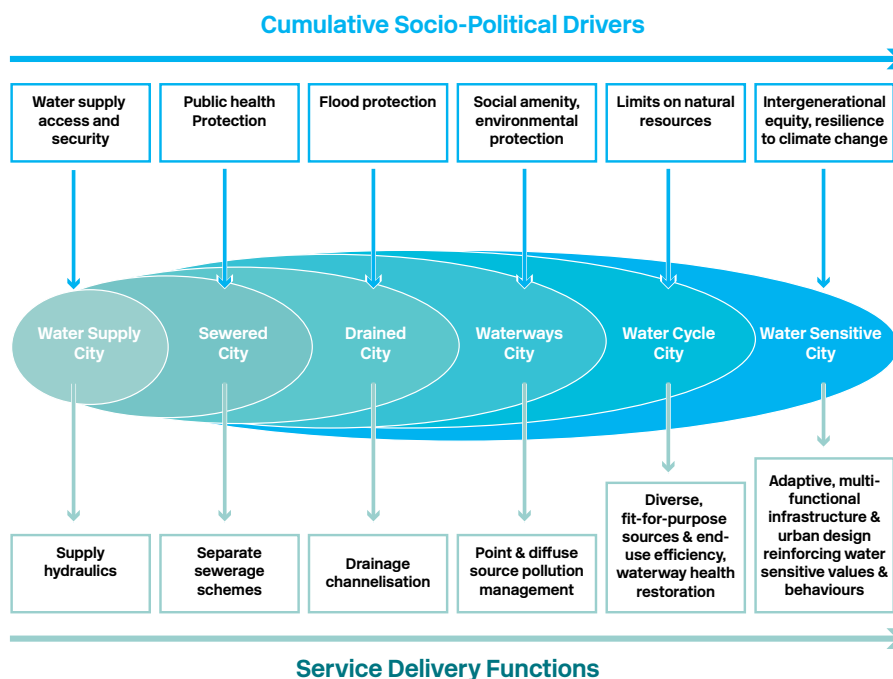 Cumulative Socio-Political Drivers
Water supply
access and
security
Public health
Protection
Flood protection
Social amenity,
environmental
protection
Limits on natural
resources
Intergenerational
equity, resilience
to climate change
Water Supply
City
Sewered
City
Drained
City
Waterways
City
Water Cycle
City
Water Sensitive
City
Supply
hydraulics
Separate
sewerage
schemes
Drainage
channelisation
Point & diffuse
source pollution
management
Diverse,
fit-for-purpose
sources & end-
use efficiency,
waterway health
restoration
Adaptive, multi-
functional
infrastructure &
urban design
reinforcing water
sensitive values &
behaviours
Service Delivery Functions